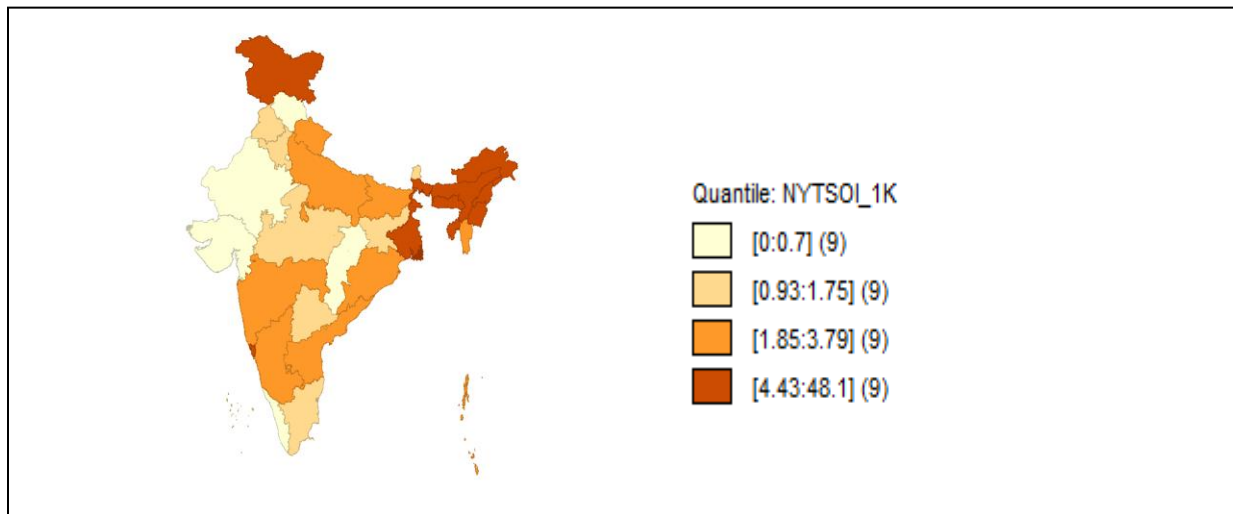 Quantile: NYTSOI_1K
[0:0.7] (9)
[0.93:1.75] (9)
[1.85:3.79] (9)
[4.43:48.1] (9)